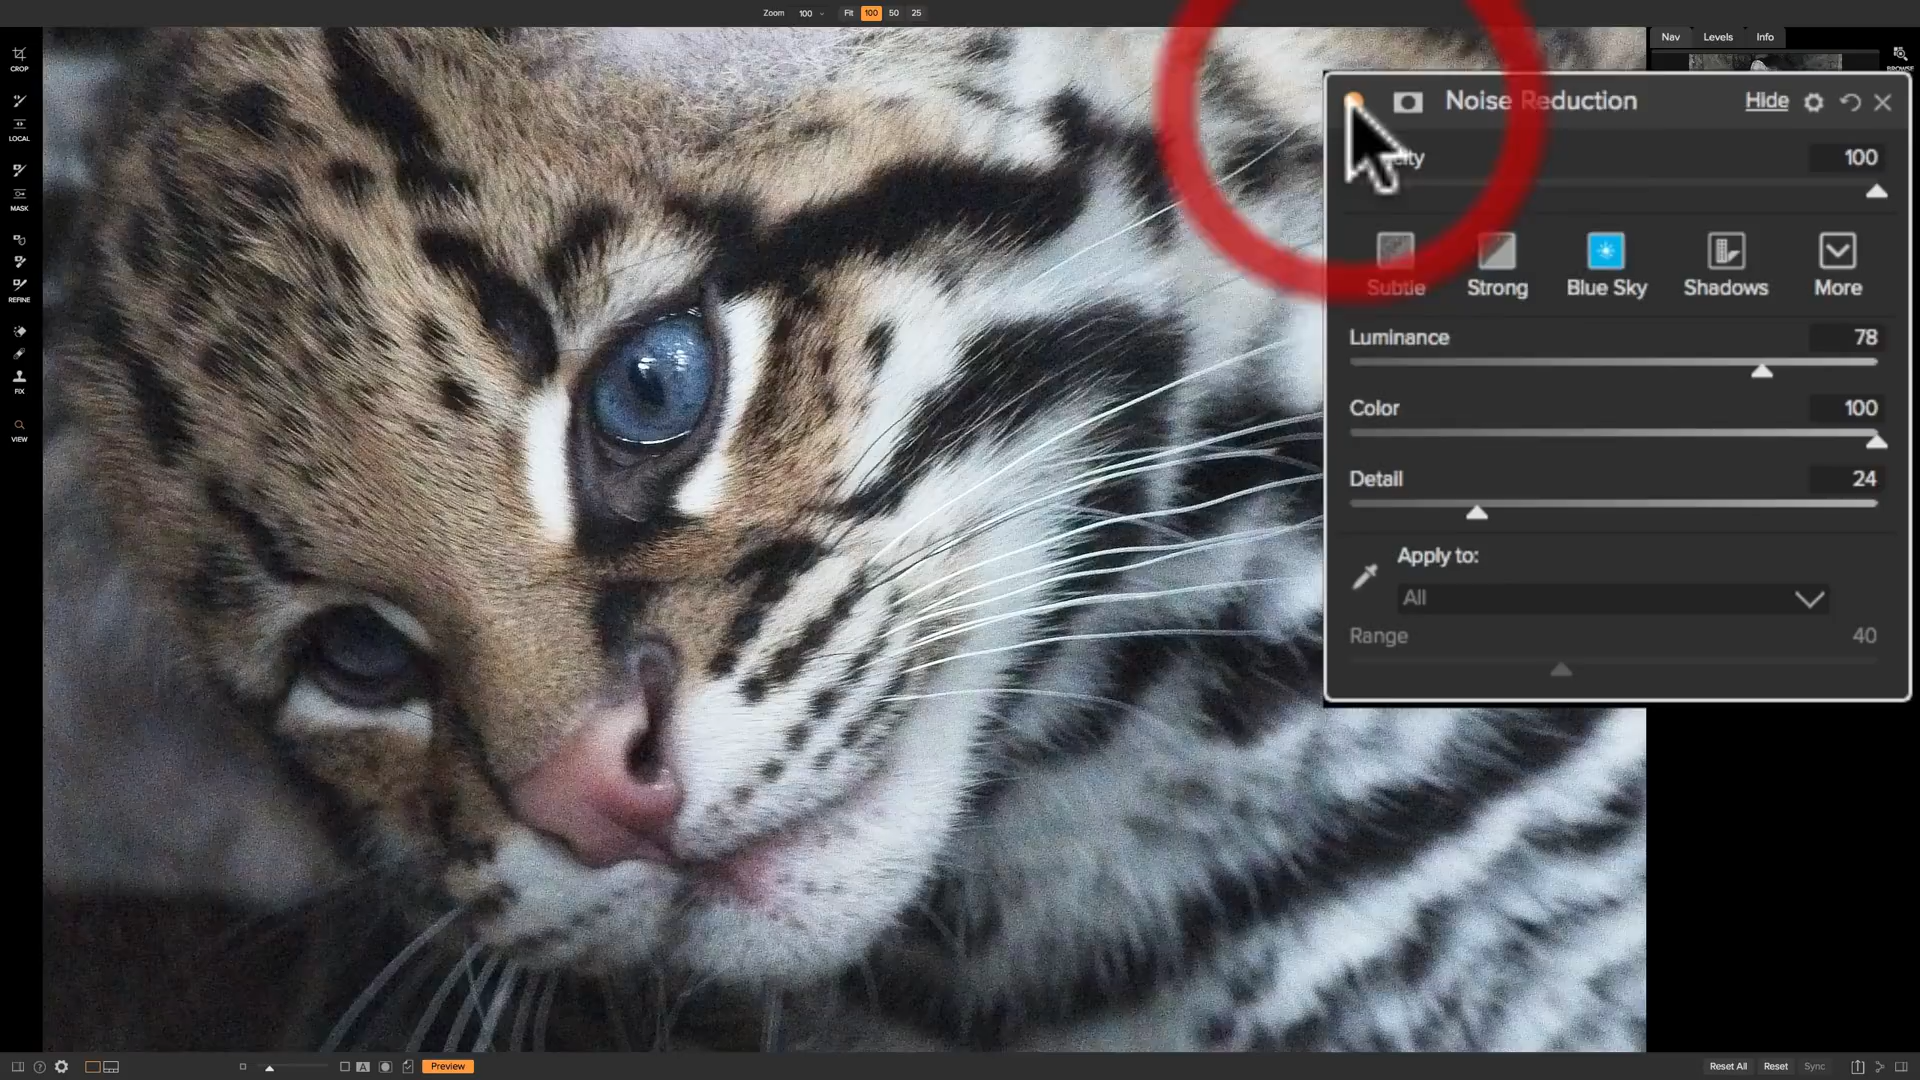 Zoom 100 Fit 100 50 25
Nav Levels Info
CROP
LOCAL
MASK
REFINE
FIX
VIEW
BROWSE
Noise Reduction Hide
100
Subtle Strong Blue Sky Shadows More
Luminance 78
Color 100
Detail 24
Apply to:
All
Range 40
A Preview Reset All Reset Sync